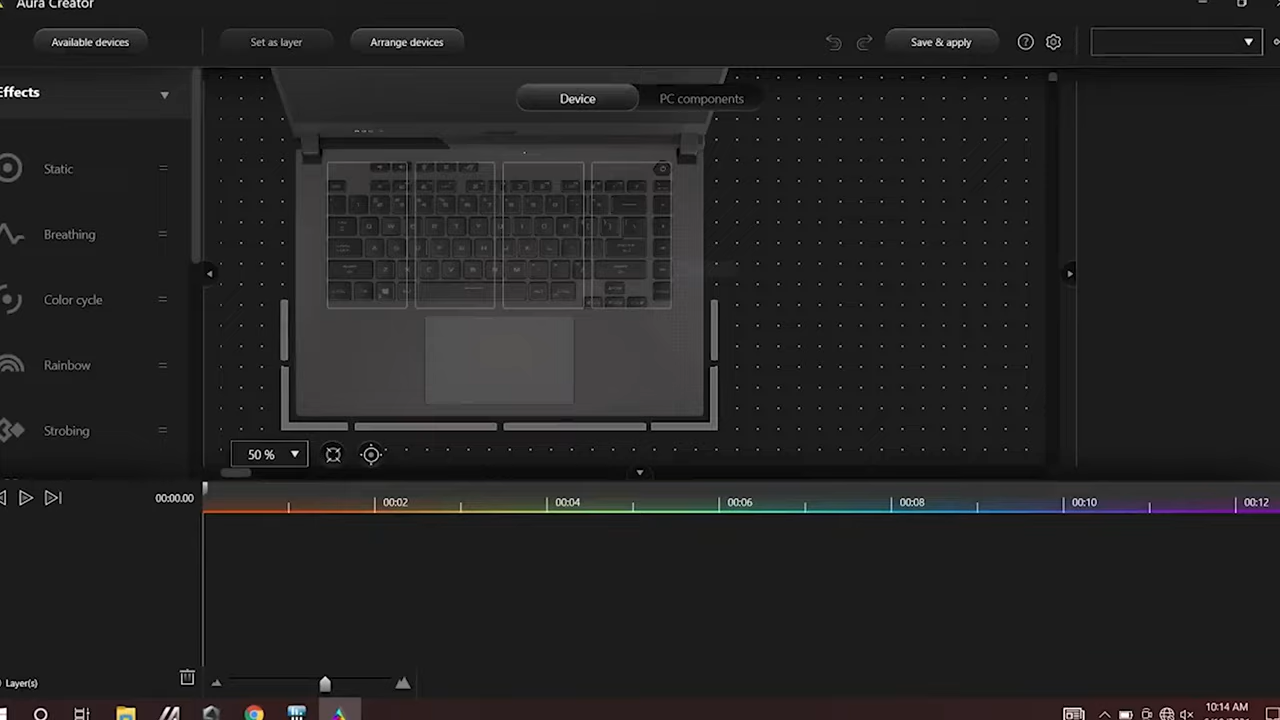 Aura Creator
Available devices
Set as layer
Arrange devices
Save & apply
Effects
Device
PC components
Static
Breathing
Color cycle
Rainbow
Strobing
50 %
00:00.00
00:02
00:04
00:06
00:08
00:10
00:12
Layer(s)
10:14 AM